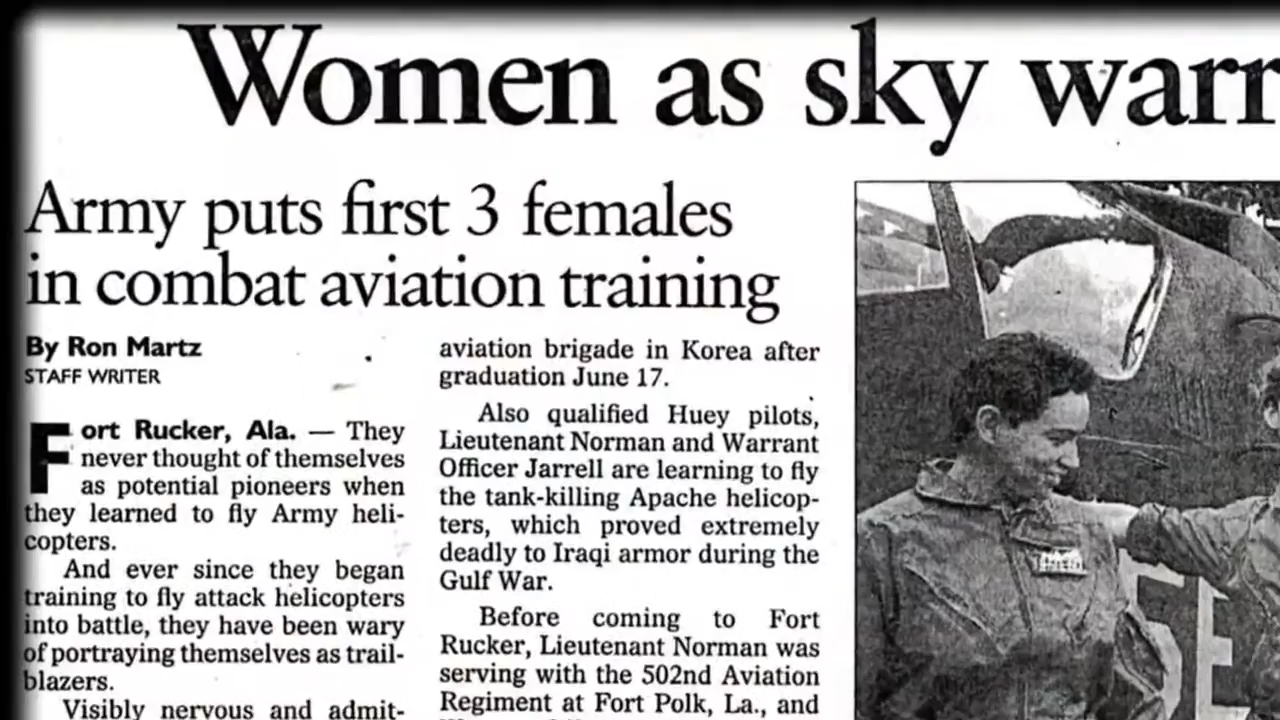 Women as sky warr
Army puts first 3 females
in combat aviation training
By Ron Martz
STAFF WRITER
Fort Rucker, Ala. — They
never thought of themselves
as potential pioneers when
they learned to fly Army heli-
copters.
And ever since they began
training to fly attack helicopters
into battle, they have been wary
of portraying themselves as trail-
blazers.
Visibly nervous and admit-
aviation brigade in Korea after
graduation June 17.
Also qualified Huey pilots,
Lieutenant Norman and Warrant
Officer Jarrell are learning to fly
the tank-killing Apache helicop-
ters, which proved extremely
deadly to Iraqi armor during the
Gulf War.
Before coming to Fort
Rucker, Lieutenant Norman was
serving with the 502nd Aviation
Regiment at Fort Polk, La., and